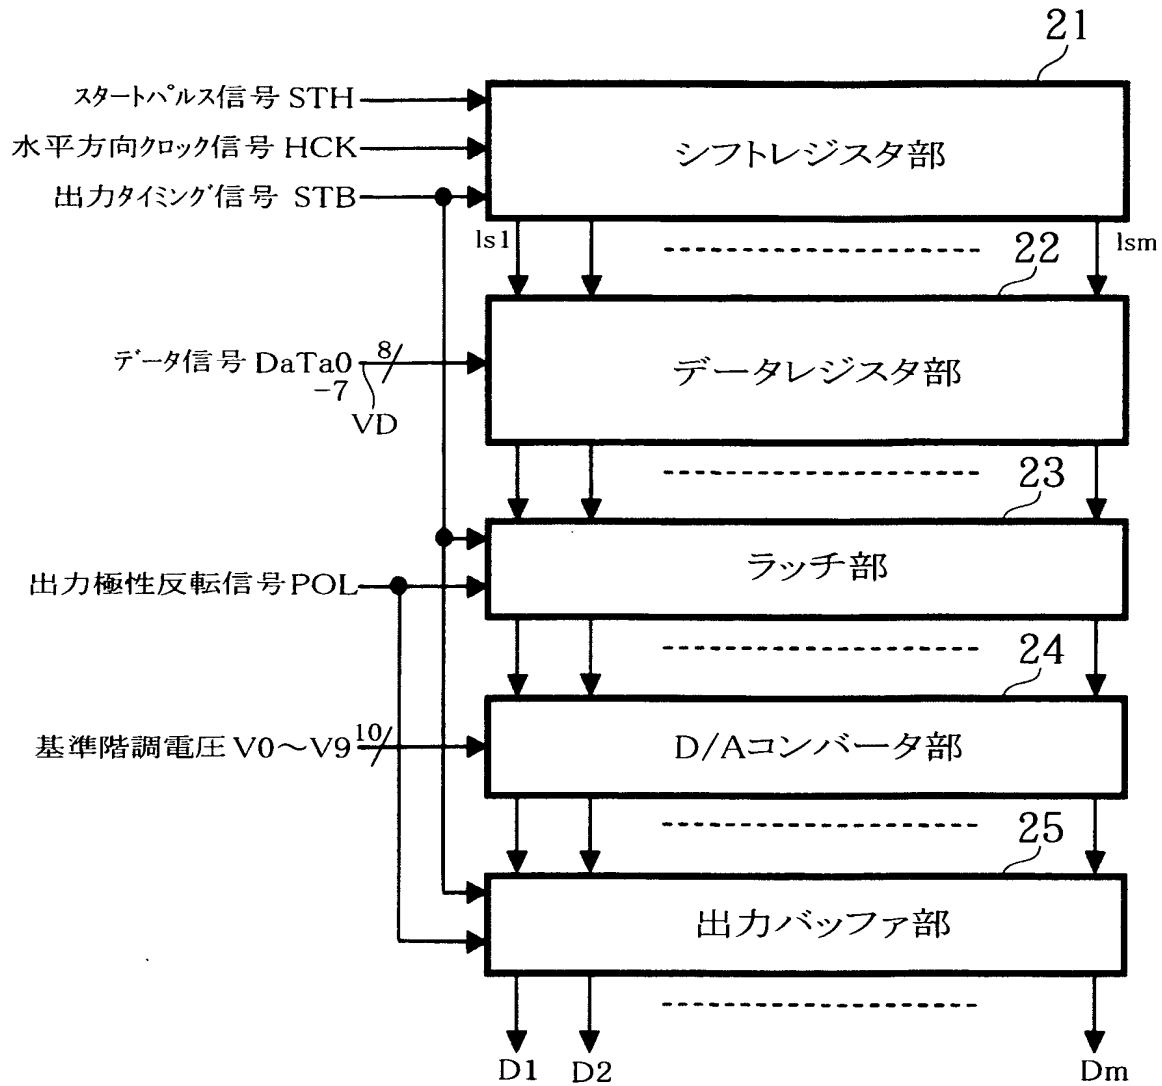 21
スタートパルス信号 STH
水平方向クロック信号 HCK
出力タイミング信号 STB
シフトレジスタ部
ls1
lsm
22
データ信号 DaTa0
-7
8
VD
データレジスタ部
23
出力極性反転信号 POL
ラッチ部
24
基準階調電圧 V0～V9
10
D/Aコンバータ部
25
出力バッファ部
D1
D2
Dm